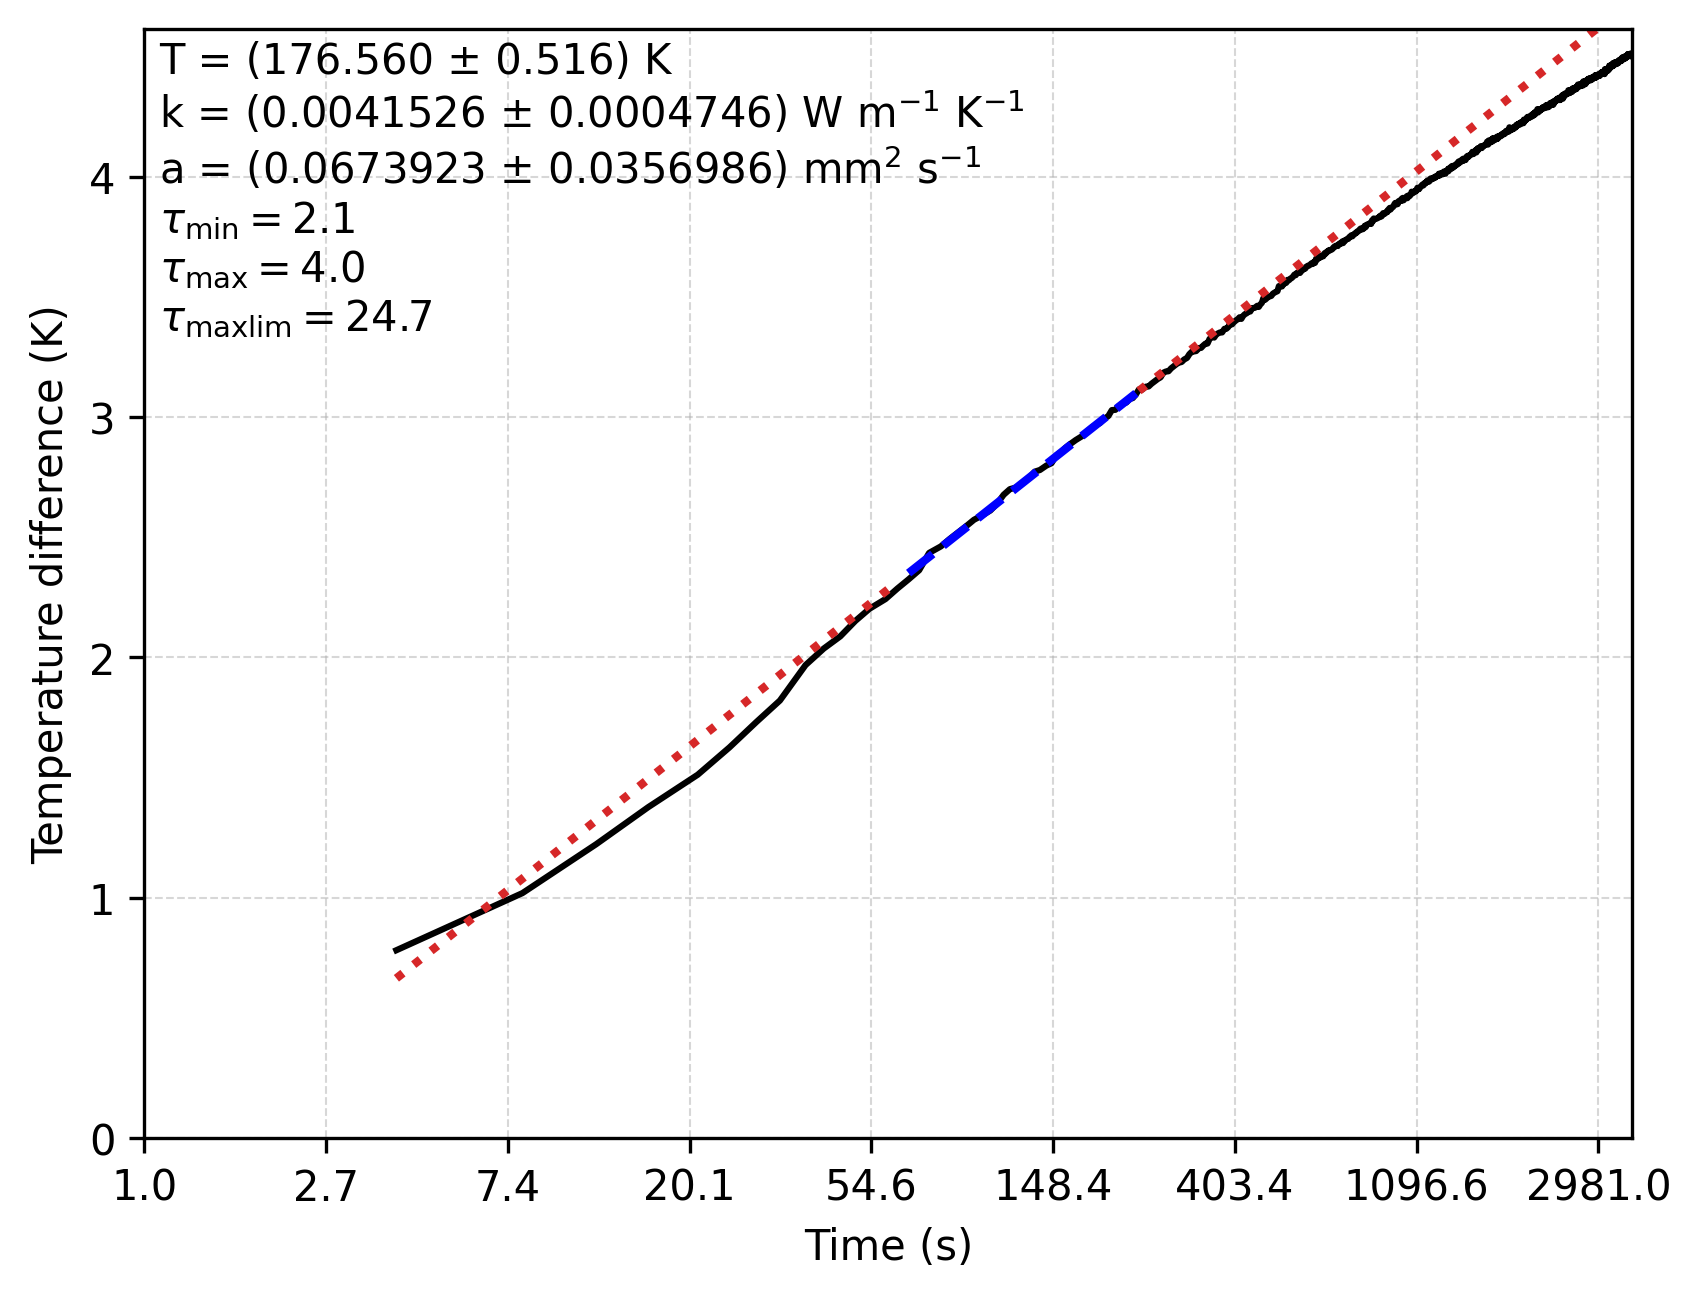 T = (176.560 ± 0.516) K
k = (0.0041526 ± 0.0004746) W m⁻¹ K⁻¹
a = (0.0673923 ± 0.0356986) mm² s⁻¹
τmin = 2.1
τmax = 4.0
τmaxlim = 24.7
Temperature difference (K)
4
3
2
1
0
1.0 2.7 7.4 20.1 54.6 148.4 403.4 1096.6 2981.0
Time (s)